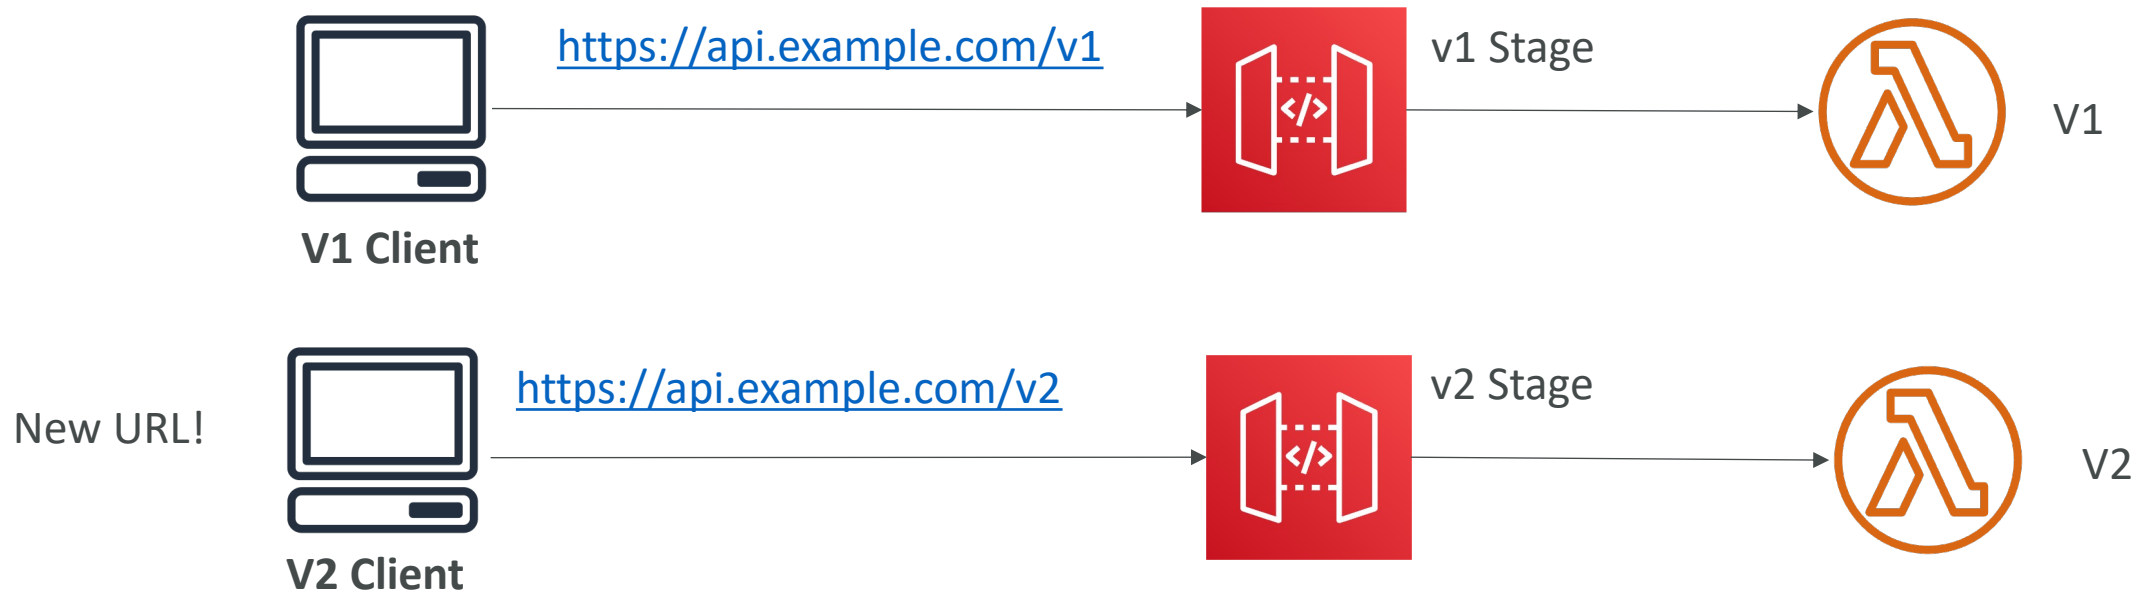 https://api.example.com/v1
v1 Stage
V1
V1 Client
New URL!
https://api.example.com/v2
v2 Stage
V2
V2 Client